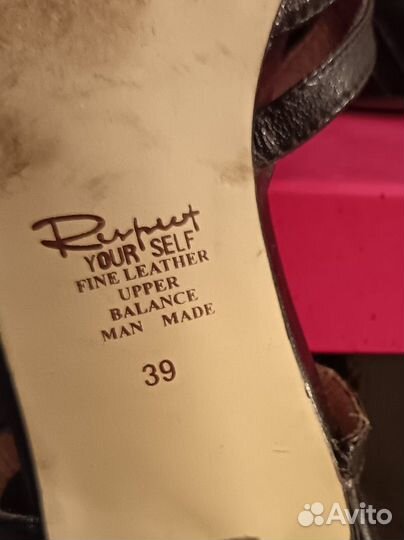 Respect
YOUR SELF
FINE LEATHER
UPPER
BALANCE
MAN MADE
39
Avito